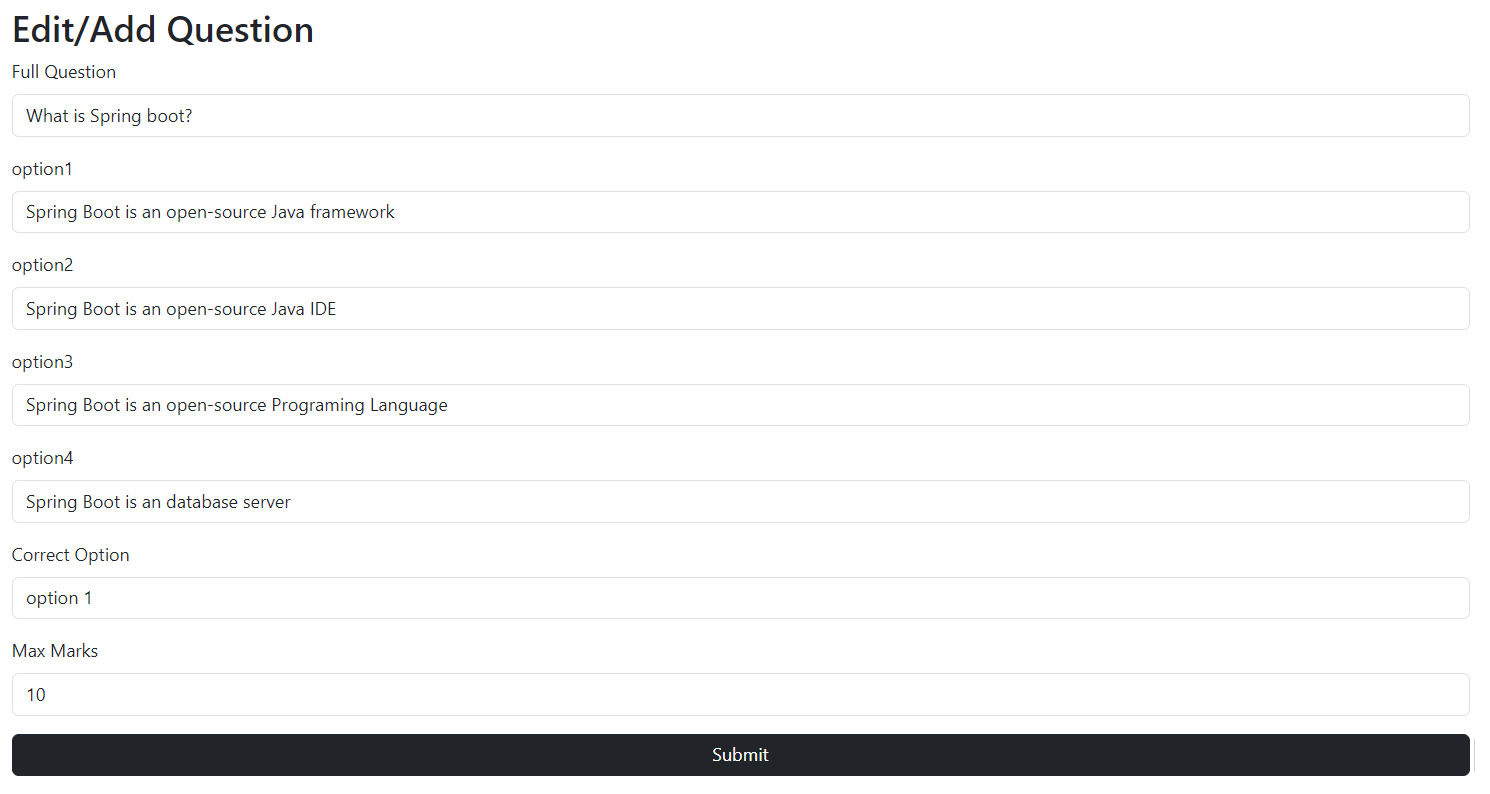 Edit/Add Question
Full Question
What is Spring boot?
option1
Spring Boot is an open-source Java framework
option2
Spring Boot is an open-source Java IDE
option3
Spring Boot is an open-source Programing Language
option4
Spring Boot is an database server
Correct Option
option 1
Max Marks
10
Submit